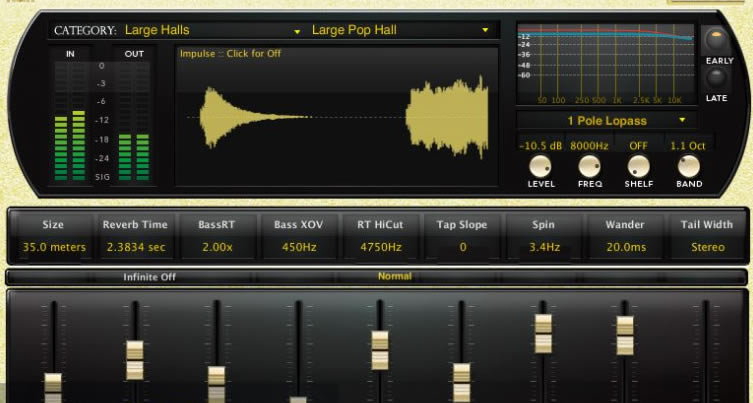 CATEGORY: Large Halls Large Pop Hall
IN OUT
0
-3
-6
-12
-18
-24
SIG
Impulse :: Click for Off
-12
-24
-36
-48
-60
50 100 250 500 1K 2.5K 5K 10K
EARLY
LATE
1 Pole Lopass
-10.5 dB 8000Hz OFF 1.1 Oct
LEVEL FREQ SHELF BAND
Size Reverb Time BassRT Bass XOV RT HiCut Tap Slope Spin Wander Tail Width
35.0 meters 2.3834 sec 2.00x 450Hz 4750Hz 0 3.4Hz 20.0ms Stereo
Infinite Off Normal